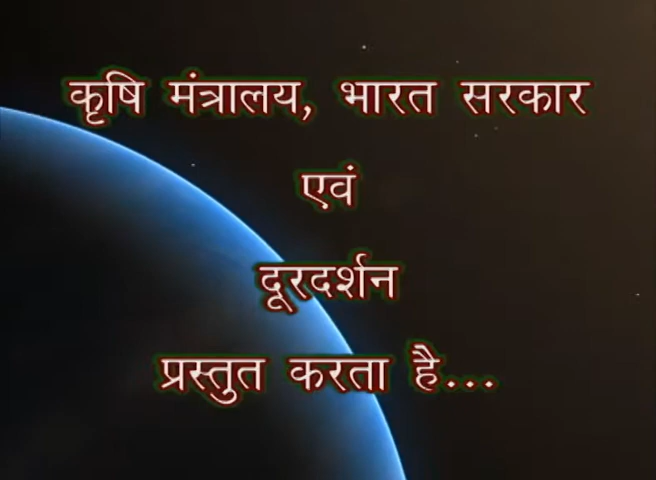 कृषि मंत्रालय, भारत सरकार
एवं
दूरदर्शन
प्रस्तुत करता है...